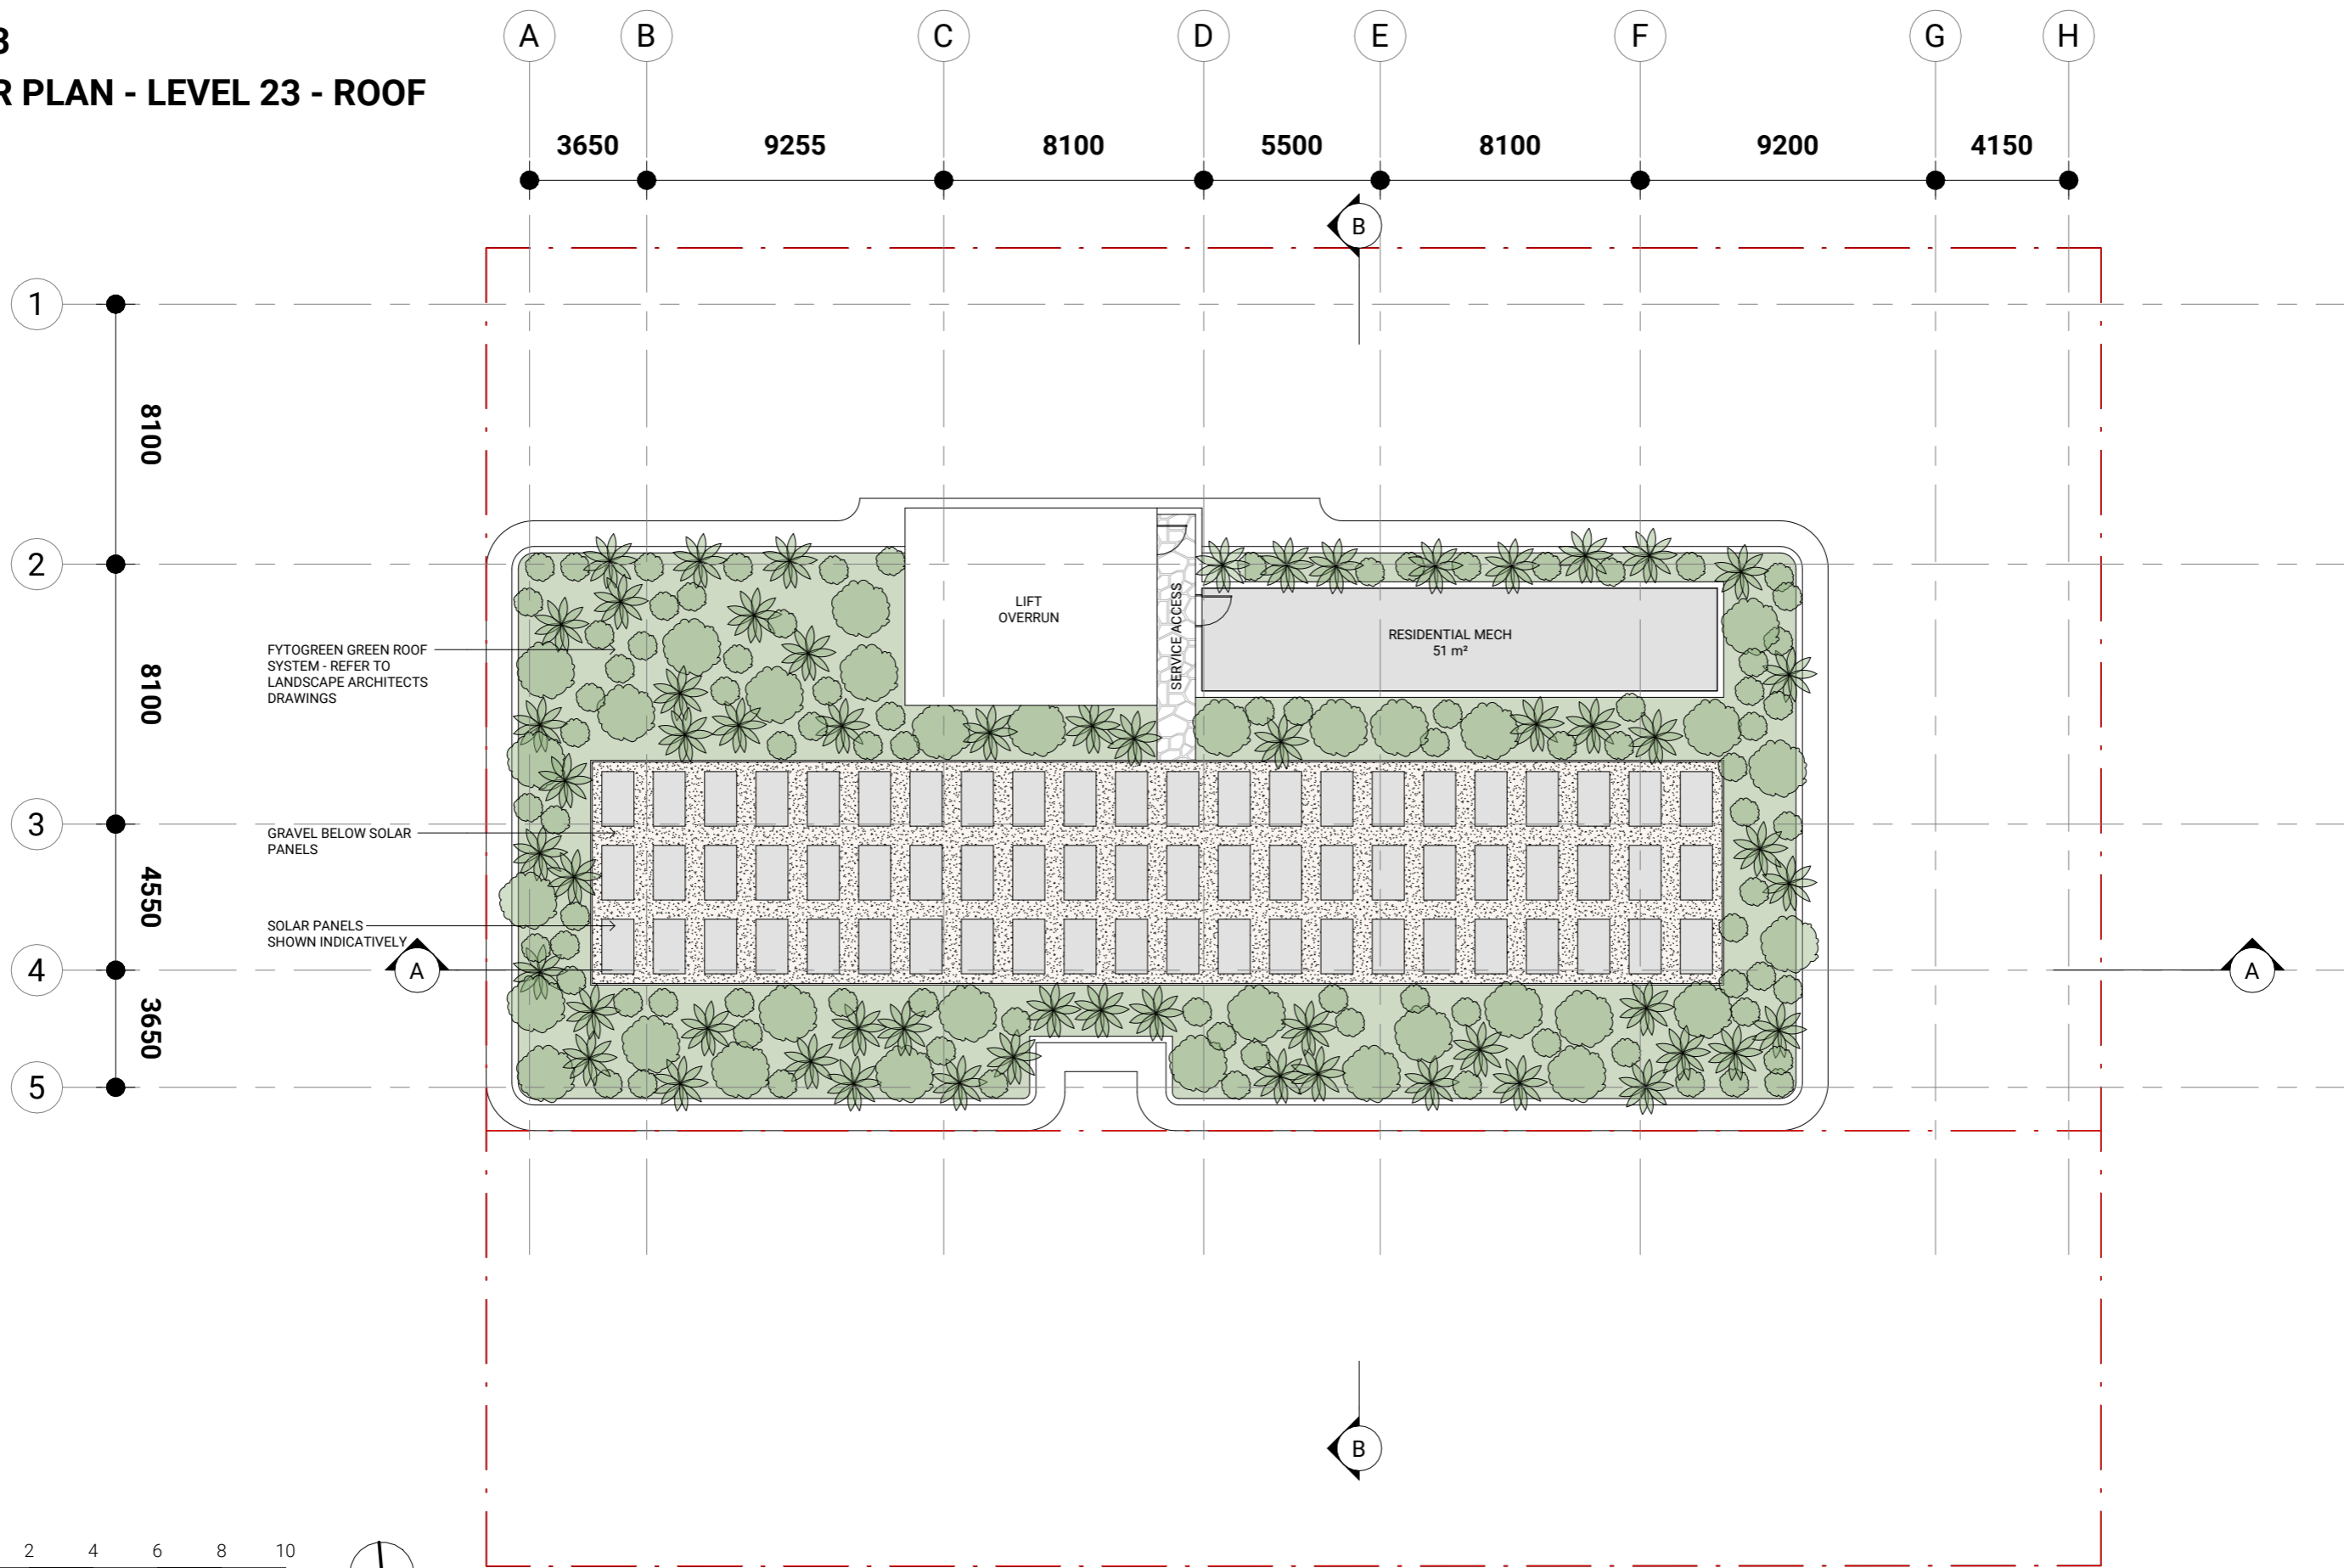 R PLAN - LEVEL 23 - ROOF
A B C D E F G H
3650 9255 8100 5500 8100 9200 4150
B
1
8100
2
8100
3
4550
4
3650
5
LIFT
OVERRUN
SERVICE ACCESS
RESIDENTIAL MECH
51 m²
FYTOGREEN GREEN ROOF
SYSTEM - REFER TO
LANDSCAPE ARCHITECTS
DRAWINGS
GRAVEL BELOW SOLAR
PANELS
SOLAR PANELS
SHOWN INDICATIVELY
A
A
B
2 4 6 8 10